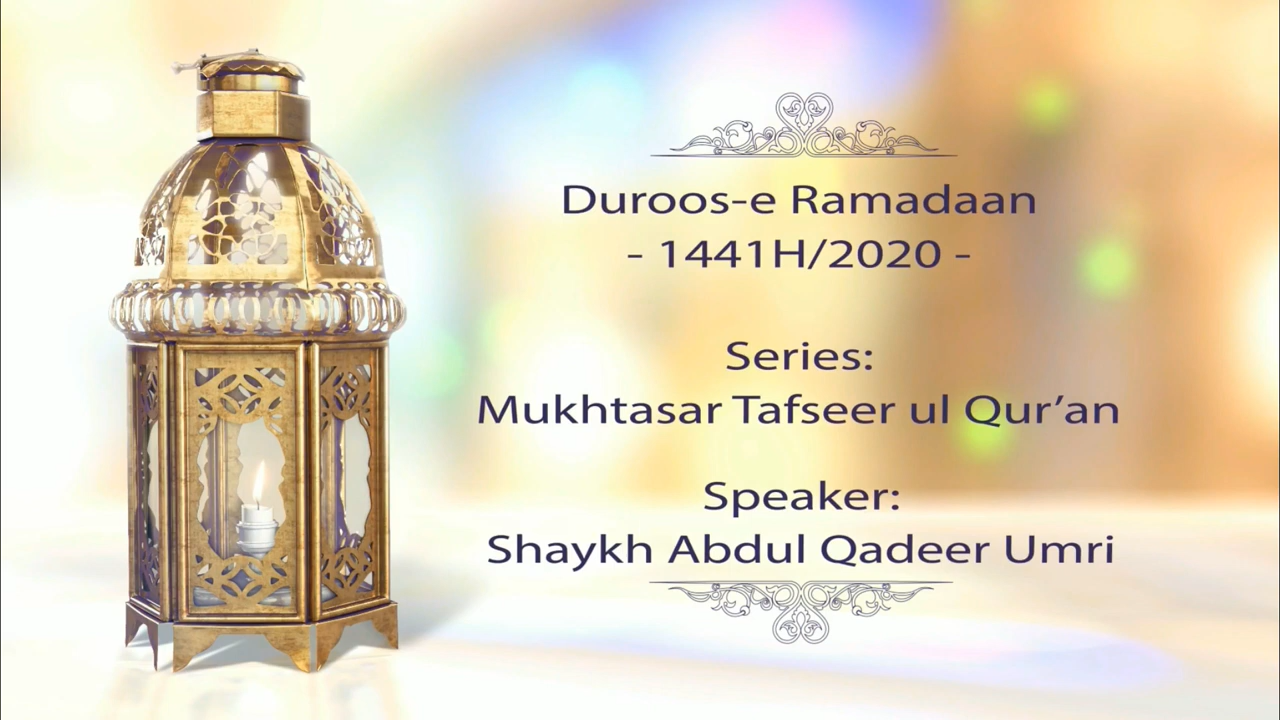 Duroos-e Ramadaan
- 1441H/2020 -
Series:
Mukhtasar Tafseer ul Qur’an
Speaker:
Shaykh Abdul Qadeer Umri